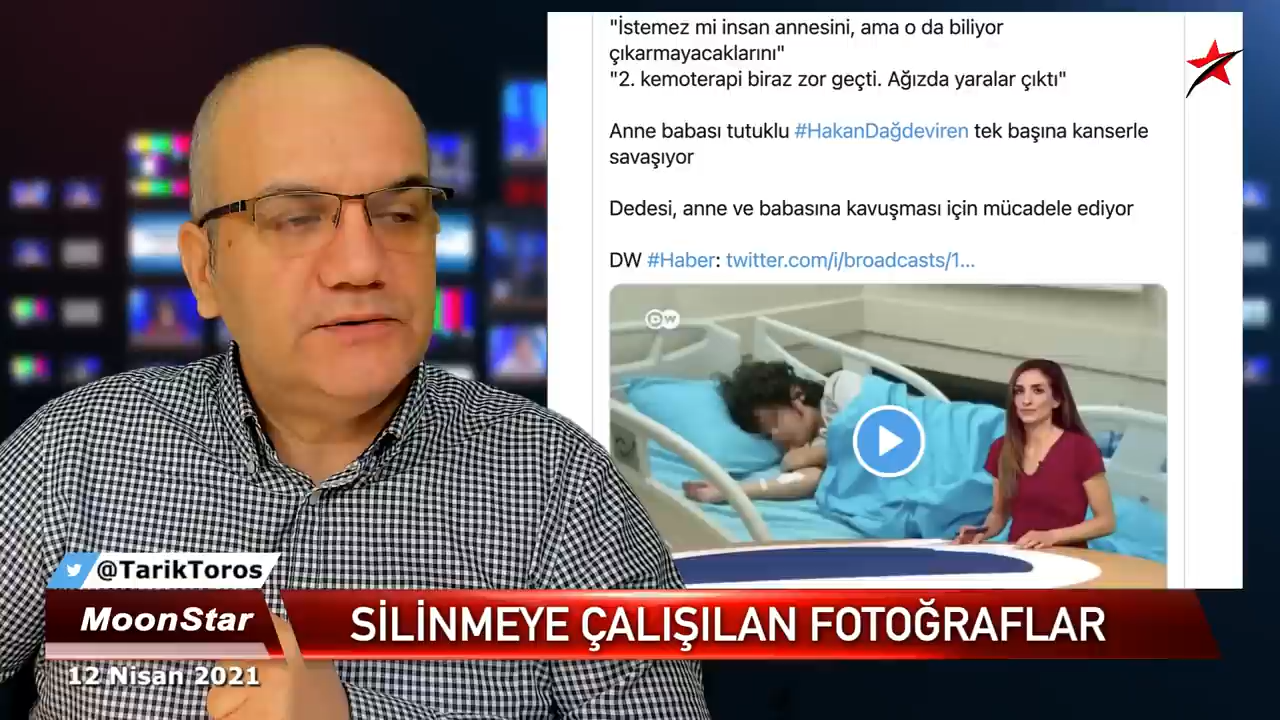 "İstemez mi insan annesini, ama o da biliyor
çıkarmayacaklarını"
"2. kemoterapi biraz zor geçti. Ağızda yaralar çıktı"
Anne babası tutuklu #HakanDağdeviren tek başına kanserle
savaşıyor
Dedesi, anne ve babasına kavuşması için mücadele ediyor
DW #Haber: twitter.com/i/broadcasts/1...
DW
@TarikToros
MoonStar
SİLİNMEYE ÇALIŞILAN FOTOĞRAFLAR
12 Nisan 2021